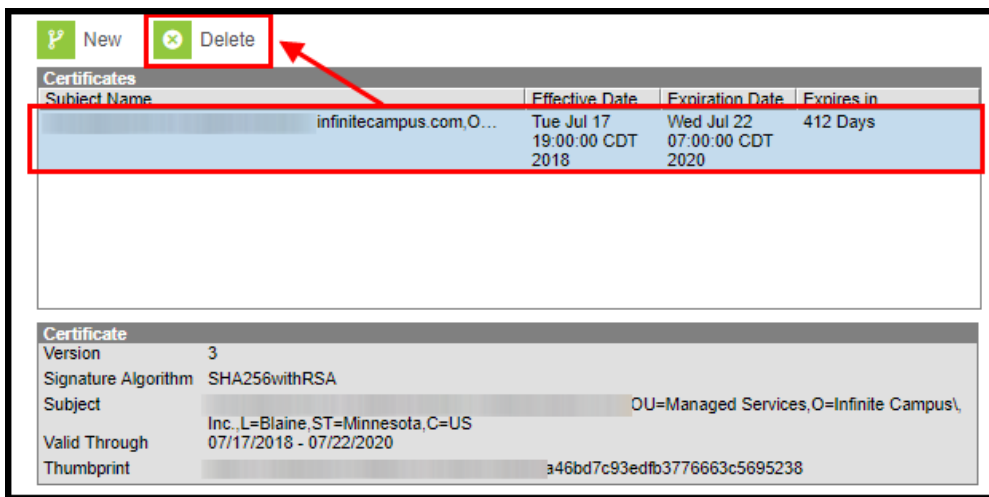 New Delete
Certificates
Subject Name Effective Date Expiration Date Expires in
infinitecampus.com,O... Tue Jul 17 Wed Jul 22 412 Days
19:00:00 CDT 07:00:00 CDT
2018 2020
Certificate
Version 3
Signature Algorithm SHA256withRSA
Subject OU=Managed Services,O=Infinite Campus\,
Inc.,L=Blaine,ST=Minnesota,C=US
Valid Through 07/17/2018 - 07/22/2020
Thumbprint a46bd7c93edfb3776663c5695238